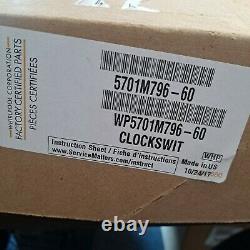 WHIRLPOOL CORPORATION
FACTORY CERTIFIED PARTS
PIÈCES CERTIFIÉES
5701M796-60
WP5701M796-60
CLOCKSWIT
Instruction Sheet / Fiche d'instructions
www.ServiceMatters.com/instruct
WHP
Made in US
10/24/17